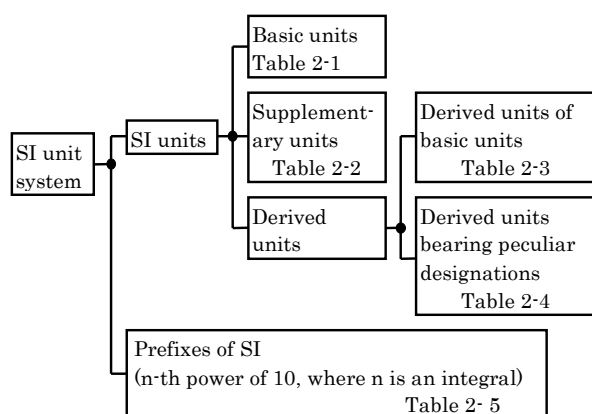 Basic units
Table 2-1
Supplement-
ary units
Table 2-2
Derived units of
basic units
Table 2-3
SI units
SI unit
system
Derived
units
Derived units
bearing peculiar
designations
Table 2-4
Prefixes of SI
(n-th power of 10, where n is an integral)
Table 2- 5